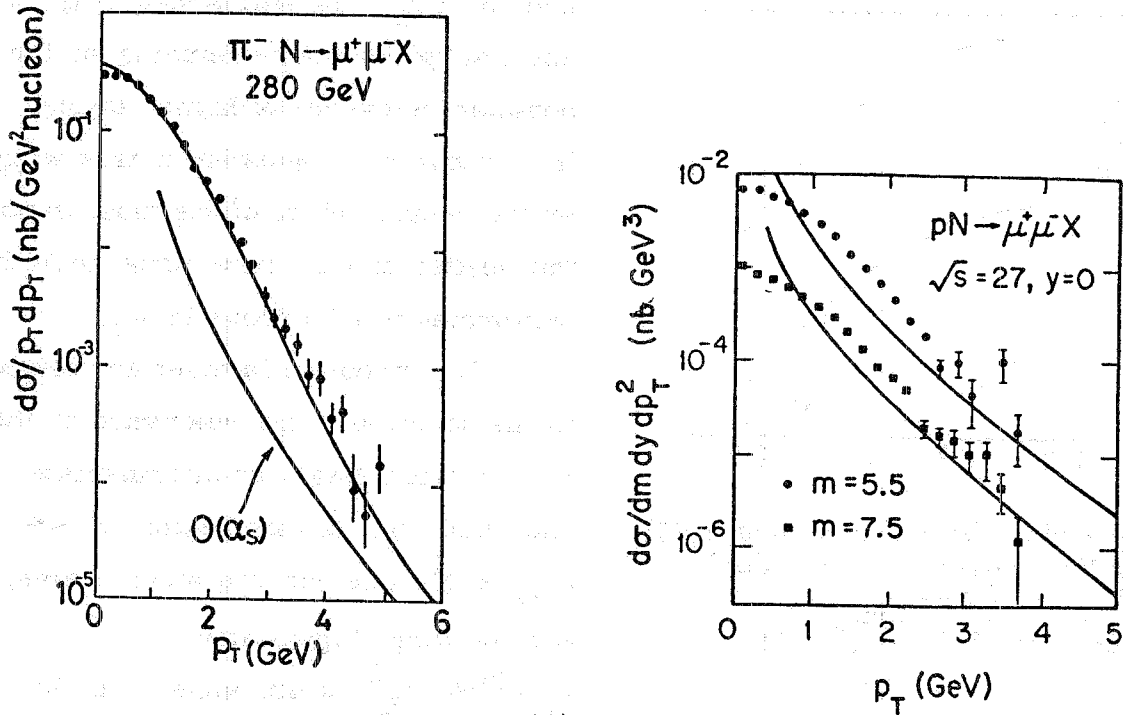 π⁻ N→μ⁺μ⁻X
280 GeV
dσ/p_T dp_T (nb/GeV² nucleon)
10⁻¹
10⁻³
10⁻⁵
O(α_s)
0
2
4
6
p_T (GeV)
pN→μ⁺μ⁻X
√s = 27, y=0
dσ/dm dy dp_T² (nb GeV³)
10⁻²
10⁻⁴
10⁻⁶
• m = 5.5
▪ m = 7.5
0
1
2
3
4
5
p_T (GeV)